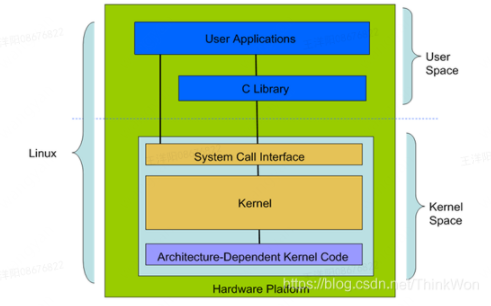 User Applications
User
Space
C Library
Linux
System Call Interface
Kernel
Kernel
Space
Architecture-Dependent Kernel Code
https://blog.csdn.net/ThinkWon
Hardware Platform